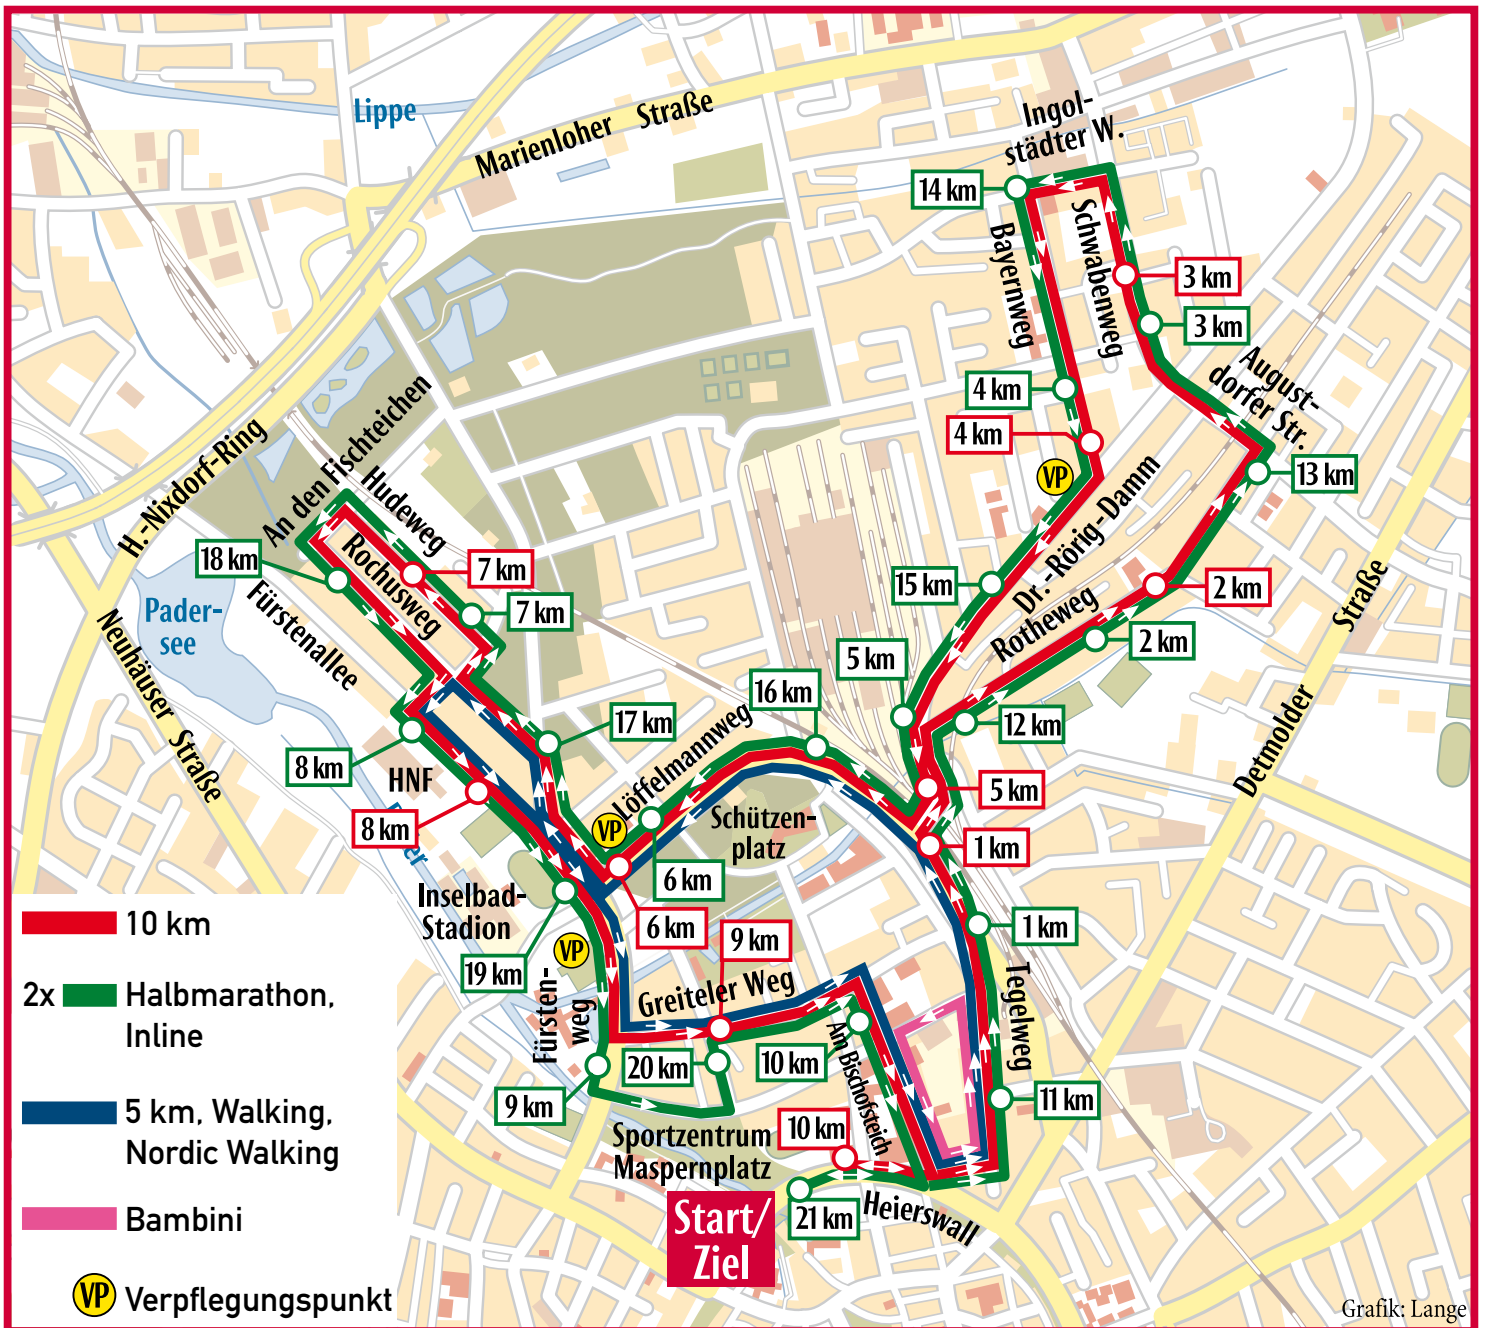 Lippe
Marienloher Straße
Ingol-
städter W.
14 km
Schwabenweg
Bayernweg
3 km
3 km
August-
dorfer Str.
4 km
4 km
VP
13 km
H.-Nixdorf-Ring
An den Fischteichen
Hudeweg
Rochusweg
18 km
7 km
7 km
Dr.-Rörig-Damm
15 km
Rotheweg
2 km
2 km
Straße
Detmolder
Pader-
see
Fürstenallee
Neuhäuser Straße
5 km
16 km
17 km
12 km
8 km
HNF
Löffelmannweg
5 km
8 km
VP
Schützen-
platz
1 km
6 km
Inselbad-
Stadion
6 km
9 km
1 km
19 km
VP
Fürsten-
weg
Greiteler Weg
Tegelweg
Am Bischofsteich
20 km
10 km
9 km
11 km
Sportzentrum
Maspernplatz
10 km
21 km
Heierswall
Start/
Ziel
10 km
2x Halbmarathon,
Inline
5 km, Walking,
Nordic Walking
Bambini
VP Verpflegungspunkt
Grafik: Lange